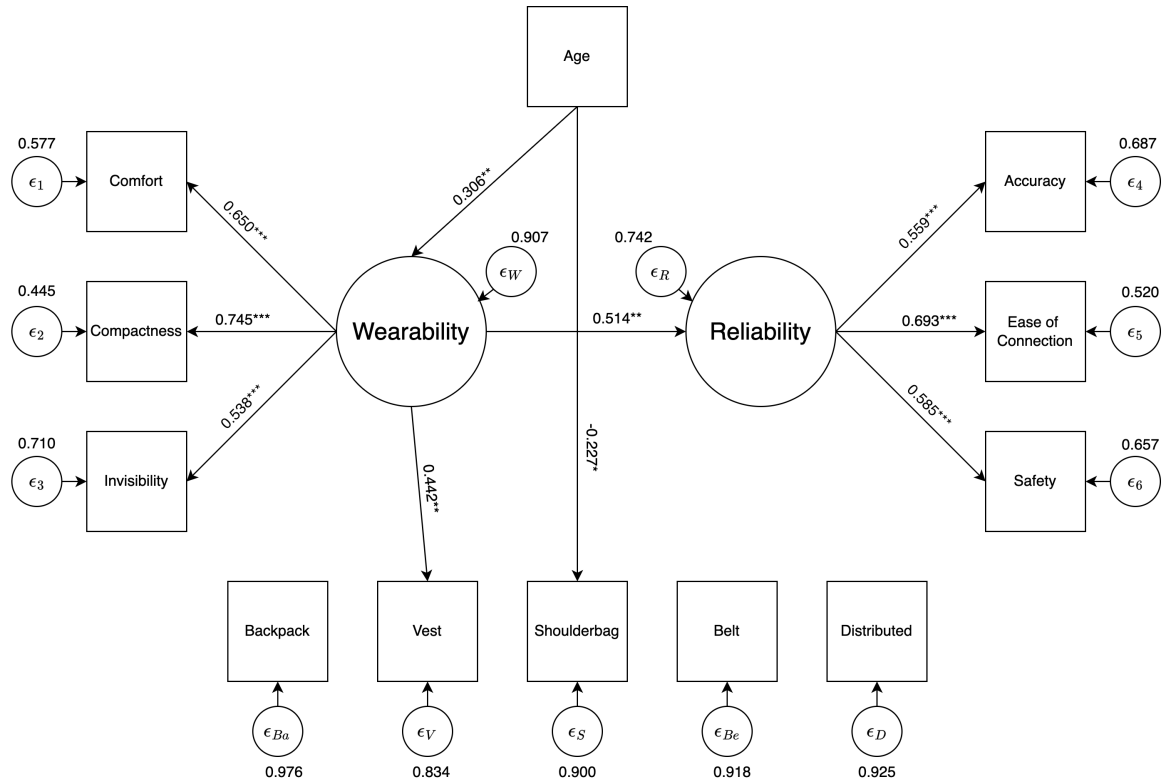 Age
0.577
ϵ1
Comfort
0.306**
0.687
Accuracy
ϵ4
0.650***
0.907
ϵW
0.742
ϵR
0.559***
0.445
ϵ2
Compactness
0.745***
Wearability
0.514**
Reliability
0.693***
Ease of
Connection
0.520
ϵ5
0.538***
0.585***
0.710
ϵ3
Invisibility
0.442**
-0.227*
Safety
0.657
ϵ6
Backpack
Vest
Shoulderbag
Belt
Distributed
ϵBa
ϵV
ϵS
ϵBe
ϵD
0.976
0.834
0.900
0.918
0.925